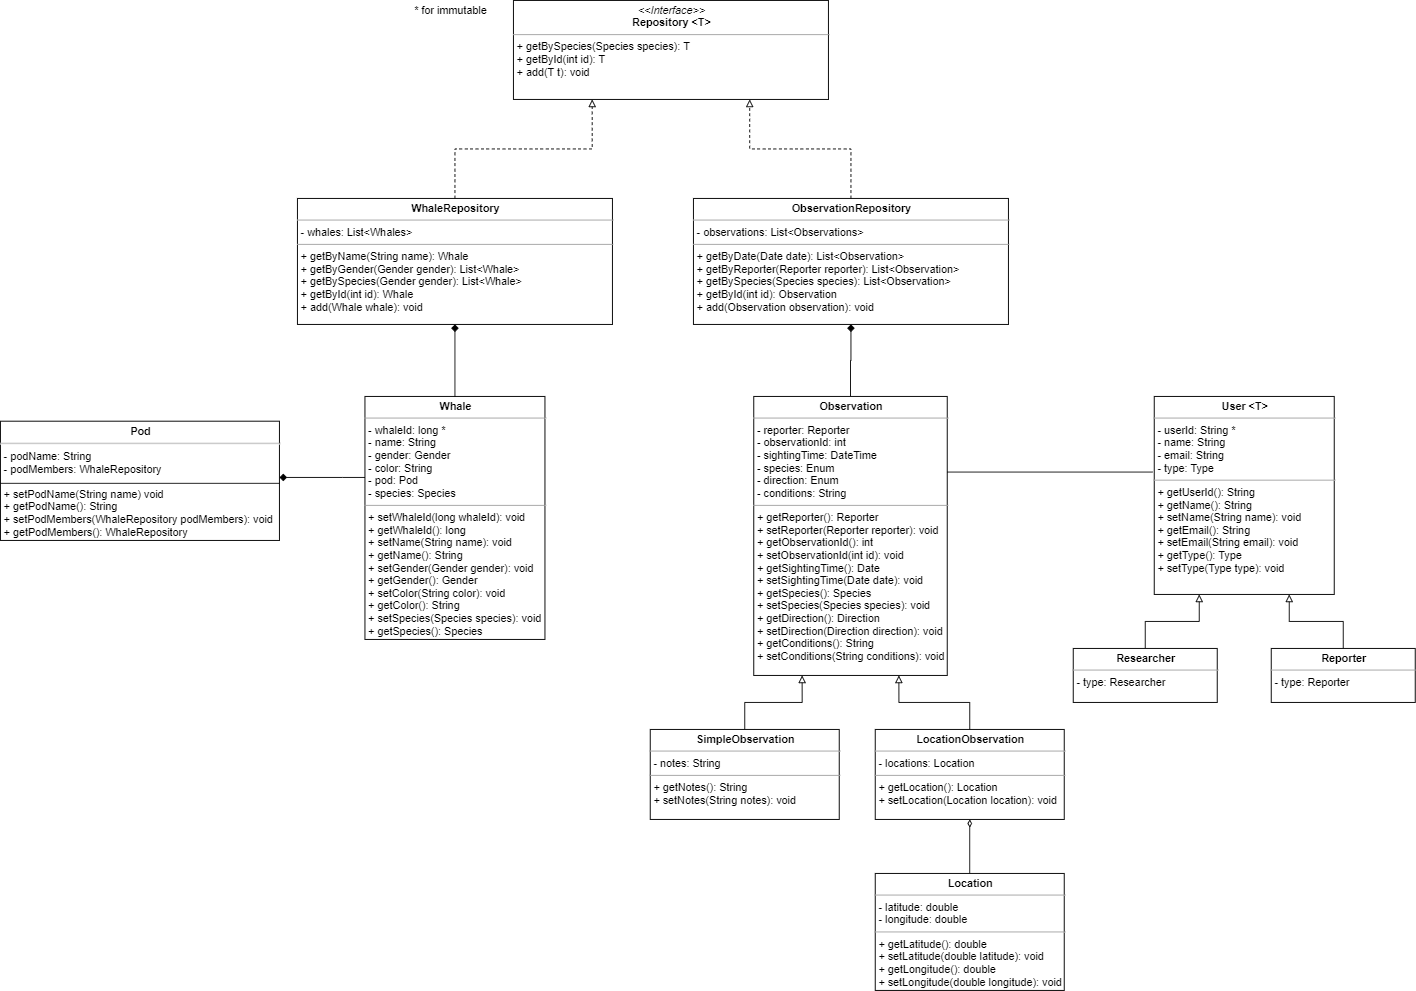 * for immutable
<<Interface>>
Repository <T>
+ getBySpecies(Species species): T
+ getById(int id): T
+ add(T t): void
WhaleRepository
- whales: List<Whales>
+ getByName(String name): Whale
+ getByGender(Gender gender): List<Whale>
+ getBySpecies(Gender gender): List<Whale>
+ getById(int id): Whale
+ add(Whale whale): void
ObservationRepository
- observations: List<Observations>
+ getByDate(Date date): List<Observation>
+ getByReporter(Reporter reporter): List<Observation>
+ getBySpecies(Species species): List<Observation>
+ getById(int id): Observation
+ add(Observation observation): void
Pod
- podName: String
- podMembers: WhaleRepository
+ setPodName(String name) void
+ getPodName(): String
+ setPodMembers(WhaleRepository podMembers): void
+ getPodMembers(): WhaleRepository
Whale
- whaleId: long *
- name: String
- gender: Gender
- color: String
- pod: Pod
- species: Species
+ setWhaleId(long whaleId): void
+ getWhaleId(): long
+ setName(String name): void
+ getName(): String
+ setGender(Gender gender): void
+ getGender(): Gender
+ setColor(String color): void
+ getColor(): String
+ setSpecies(Species species): void
+ getSpecies(): Species
Observation
- reporter: Reporter
- observationId: int
- sightingTime: DateTime
- species: Enum
- direction: Enum
- conditions: String
+ getReporter(): Reporter
+ setReporter(Reporter reporter): void
+ getObservationId(): int
+ setObservationId(int id): void
+ getSightingTime(): Date
+ setSightingTime(Date date): void
+ getSpecies(): Species
+ setSpecies(Species species): void
+ getDirection(): Direction
+ setDirection(Direction direction): void
+ getConditions(): String
+ setConditions(String conditions): void
User <T>
- userId: String *
- name: String
- email: String
- type: Type
+ getUserId(): String
+ getName(): String
+ setName(String name): void
+ getEmail(): String
+ setEmail(String email): void
+ getType(): Type
+ setType(Type type): void
Researcher
- type: Researcher
Reporter
- type: Reporter
SimpleObservation
- notes: String
+ getNotes(): String
+ setNotes(String notes): void
LocationObservation
- locations: Location
+ getLocation(): Location
+ setLocation(Location location): void
Location
- latitude: double
- longitude: double
+ getLatitude(): double
+ setLatitude(double latitude): void
+ getLongitude(): double
+ setLongitude(double longitude): void